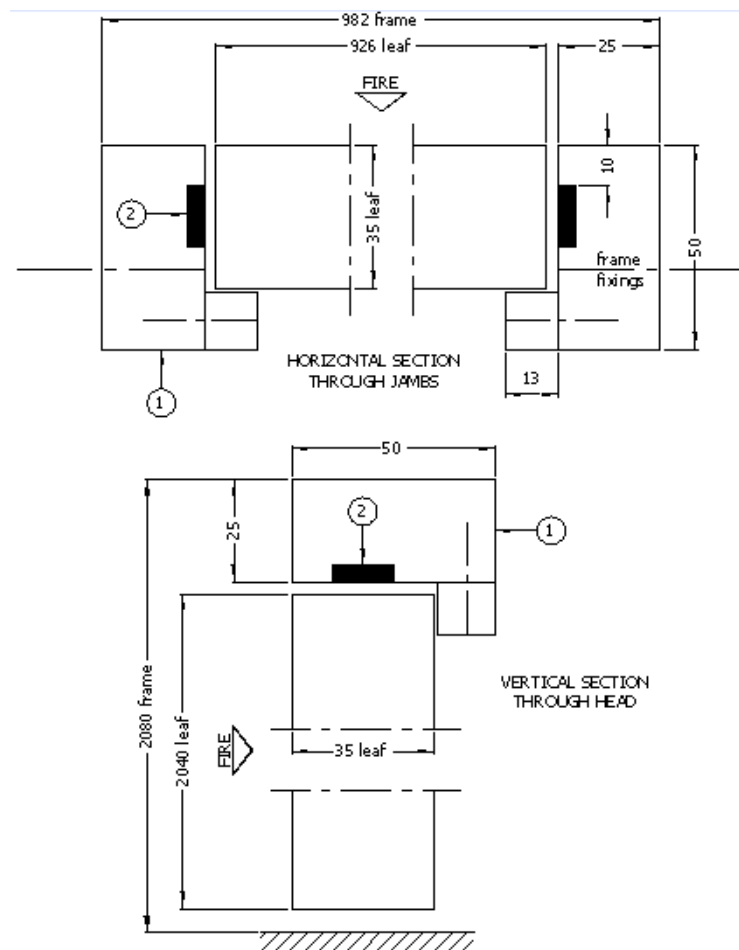 982 frame
926 leaf
25
FIRE
10
2
35 leaf
50
frame
fixings
HORIZONTAL SECTION
THROUGH JAMBS
13
1
50
2
1
25
2080 frame
2040 leaf
VERTICAL SECTION
THROUGH HEAD
FIRE
35 leaf